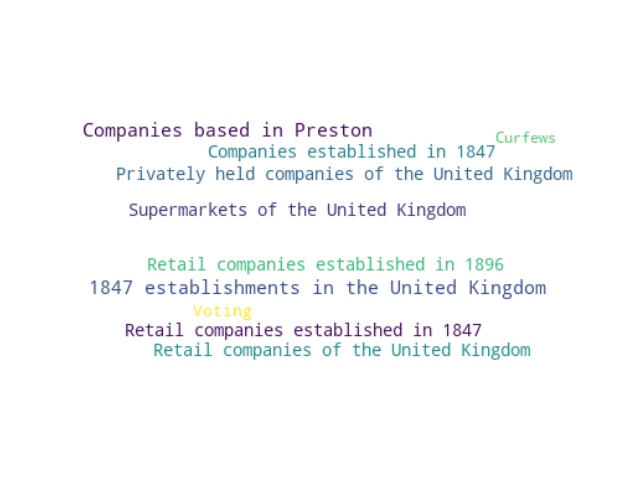 Companies based in Preston
Curfews
Companies established in 1847
Privately held companies of the United Kingdom
Supermarkets of the United Kingdom
Retail companies established in 1896
1847 establishments in the United Kingdom
Voting
Retail companies established in 1847
Retail companies of the United Kingdom